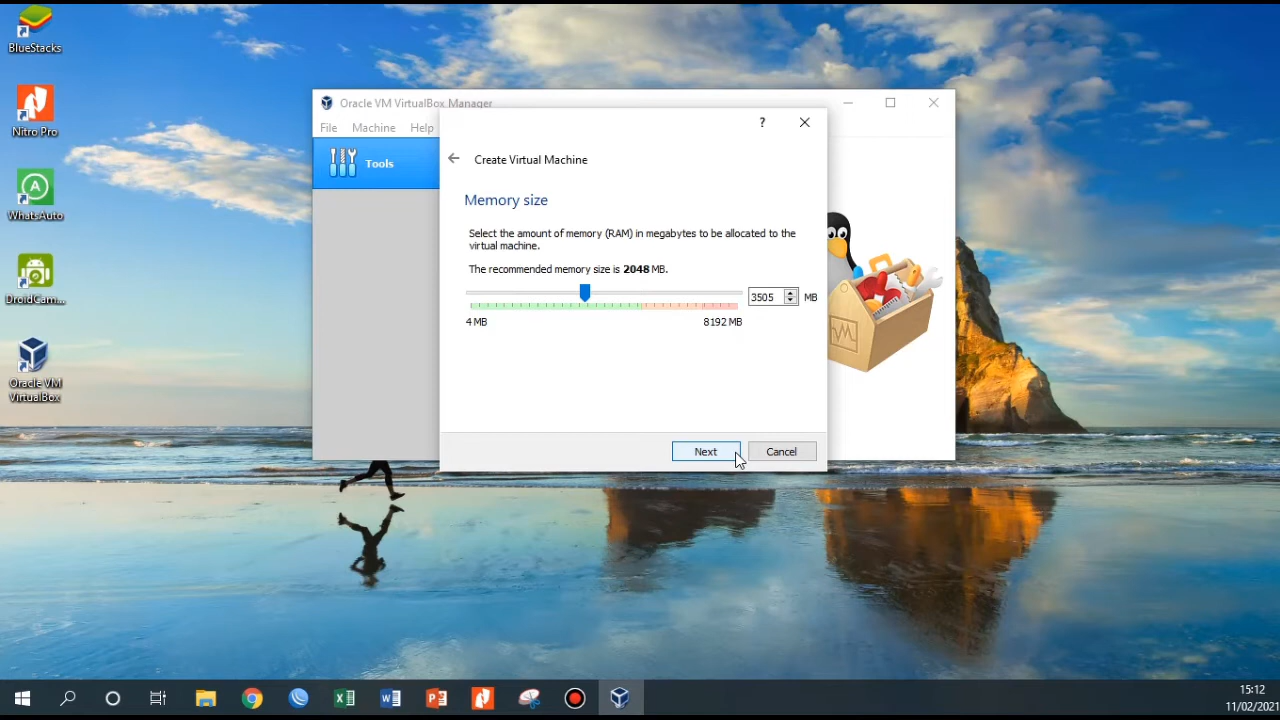 BlueStacks
Nitro Pro
WhatsAuto
DroidCam...
Oracle VM
VirtualBox
Oracle VM VirtualBox Manager
File Machine Help
Tools
?
Create Virtual Machine
Memory size
Select the amount of memory (RAM) in megabytes to be allocated to the
virtual machine.
The recommended memory size is 2048 MB.
3505 MB
4 MB 8192 MB
Next Cancel
15:12
11/02/2021